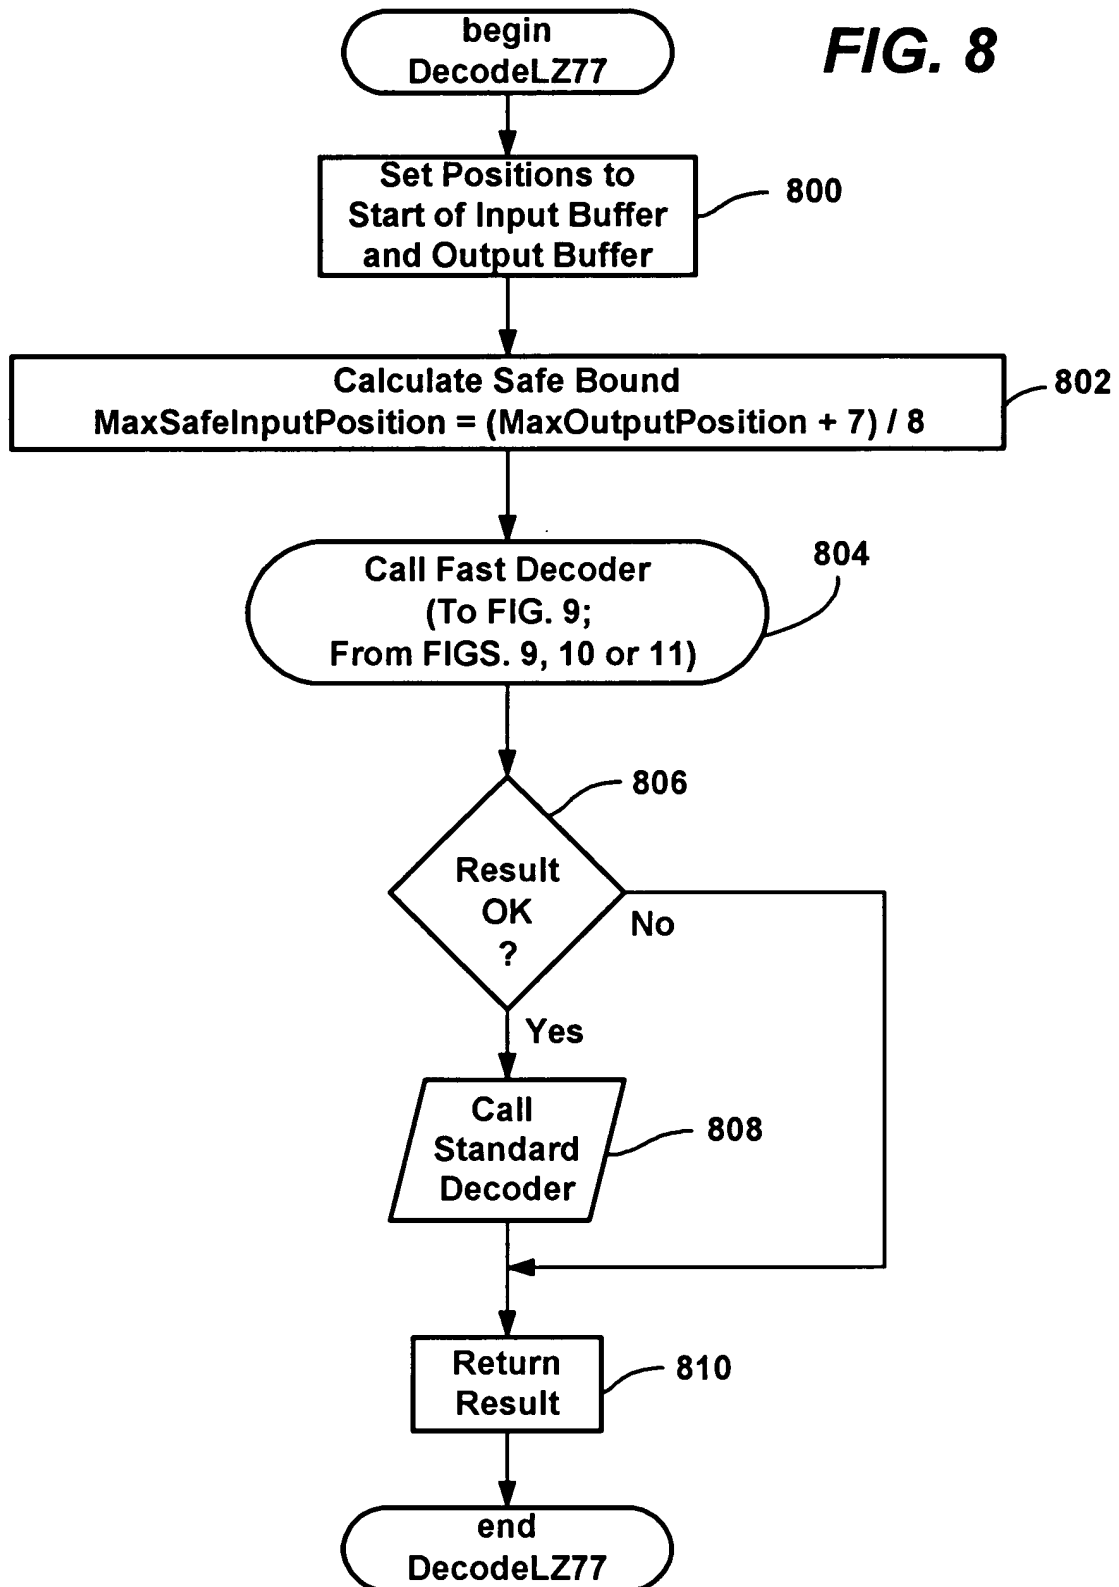 begin
DecodeLZ77
FIG. 8
Set Positions to
Start of Input Buffer
and Output Buffer
800
Calculate Safe Bound
MaxSafeInputPosition = (MaxOutputPosition + 7) / 8
802
Call Fast Decoder
(To FIG. 9;
From FIGS. 9, 10 or 11)
804
806
Result
OK
?
No
Yes
Call
Standard
Decoder
808
Return
Result
810
end
DecodeLZ77